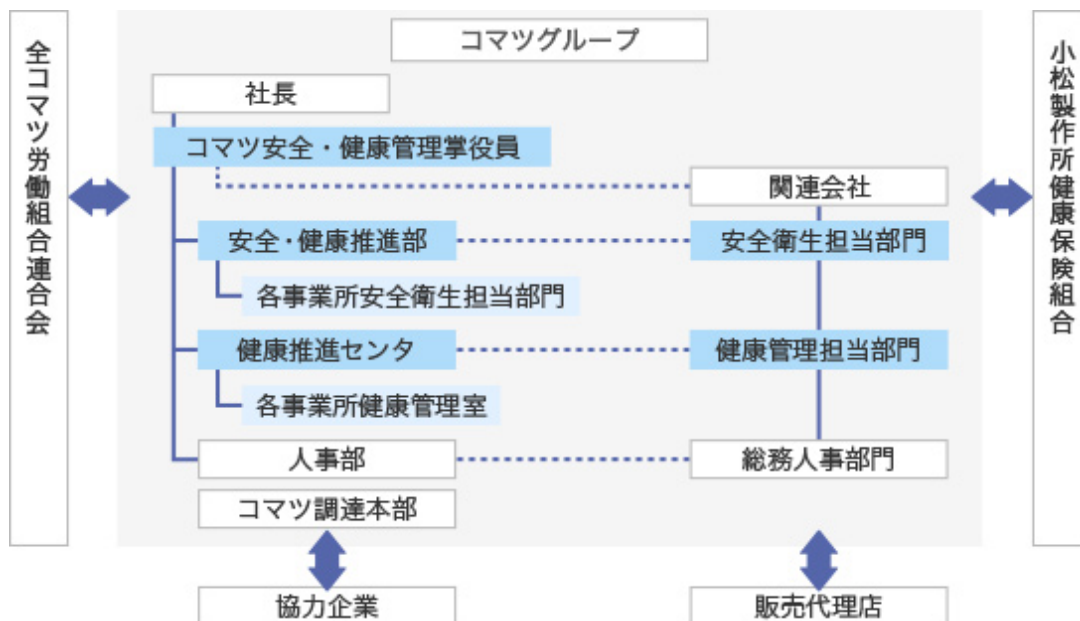 コマツグループ
全コマツ労働組合連合会
小松製作所健康保険組合
社長
コマツ安全・健康管理掌役員
関連会社
安全・健康推進部
安全衛生担当部門
各事業所安全衛生担当部門
健康推進センタ
健康管理担当部門
各事業所健康管理室
人事部
総務人事部門
コマツ調達本部
協力企業
販売代理店